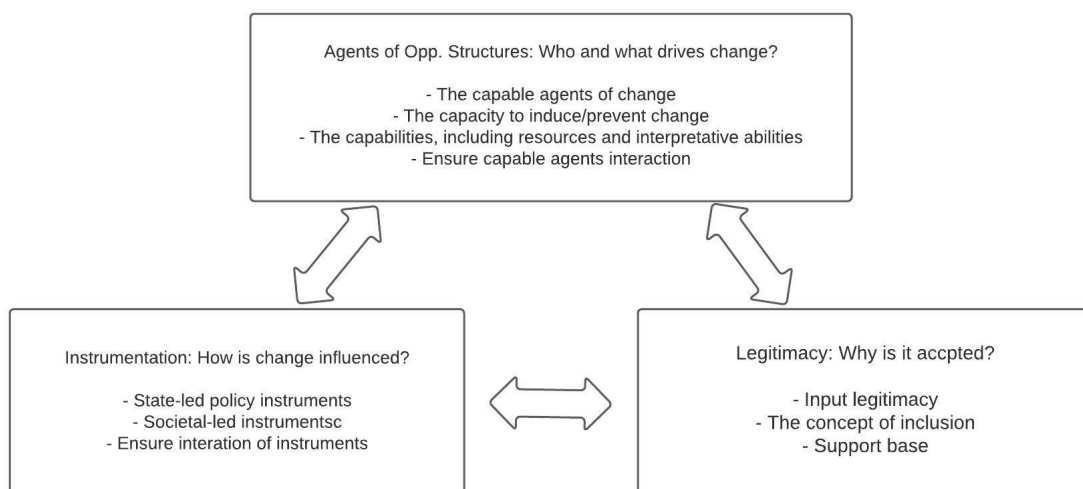 Agents of Opp. Structures: Who and what drives change?
- The capable agents of change
- The capacity to induce/prevent change
- The capabilities, including resources and interpretative abilities
- Ensure capable agents interaction
Instrumentation: How is change influenced?
- State-led policy instruments
- Societal-led instrumentsc
- Ensure interation of instruments
Legitimacy: Why is it accpted?
- Input legitimacy
- The concept of inclusion
- Support base